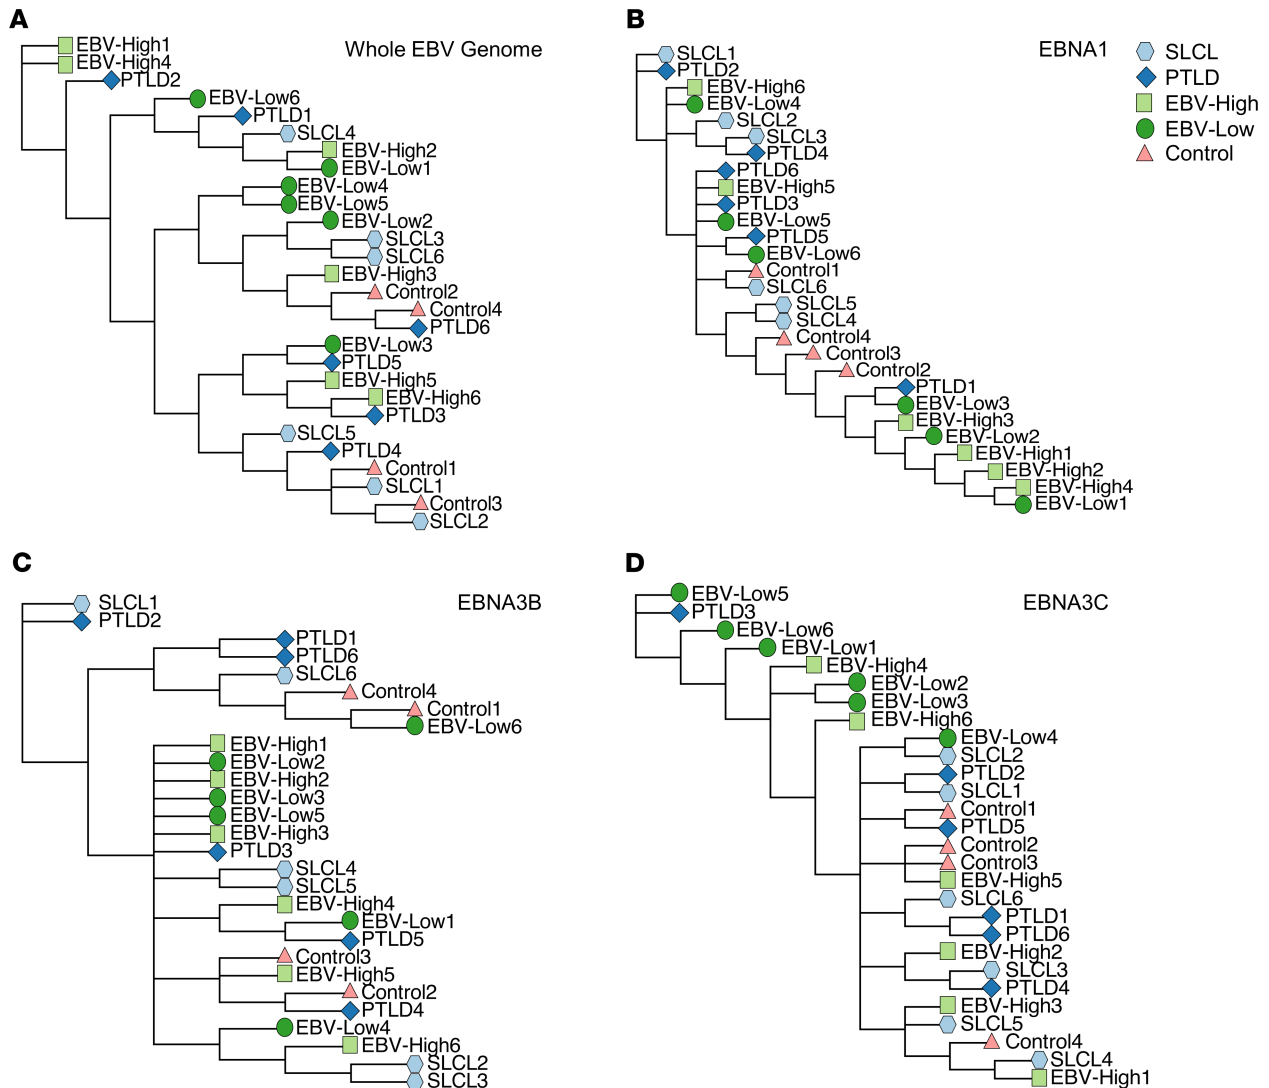 A
Whole EBV Genome
EBV-High1
EBV-High4
PTLD2
EBV-Low6
PTLD1
SLCL4
EBV-High2
EBV-Low1
EBV-Low4
EBV-Low5
EBV-Low2
SLCL3
SLCL6
EBV-High3
Control2
Control4
PTLD6
EBV-Low3
PTLD5
EBV-High5
EBV-High6
PTLD3
SLCL5
PTLD4
Control1
SLCL1
Control3
SLCL2
B
EBNA1
SLCL1
PTLD2
EBV-High6
EBV-Low4
SLCL2
SLCL3
PTLD4
PTLD6
EBV-High5
PTLD3
EBV-Low5
PTLD5
EBV-Low6
Control1
SLCL6
SLCL5
SLCL4
Control4
Control3
Control2
PTLD1
EBV-Low3
EBV-High3
EBV-Low2
EBV-High1
EBV-High2
EBV-High4
EBV-Low1
SLCL
PTLD
EBV-High
EBV-Low
Control
C
EBNA3B
SLCL1
PTLD2
PTLD1
PTLD6
SLCL6
Control4
Control1
EBV-Low6
EBV-High1
EBV-Low2
EBV-High2
EBV-Low3
EBV-Low5
EBV-High3
PTLD3
SLCL4
SLCL5
EBV-High4
EBV-Low1
PTLD5
Control3
EBV-High5
Control2
PTLD4
EBV-Low4
EBV-High6
SLCL2
SLCL3
D
EBNA3C
EBV-Low5
PTLD3
EBV-Low6
EBV-Low1
EBV-High4
EBV-Low2
EBV-Low3
EBV-High6
EBV-Low4
SLCL2
PTLD2
SLCL1
Control1
PTLD5
Control2
Control3
EBV-High5
SLCL6
PTLD1
PTLD6
EBV-High2
SLCL3
PTLD4
EBV-High3
SLCL5
Control4
SLCL4
EBV-High1